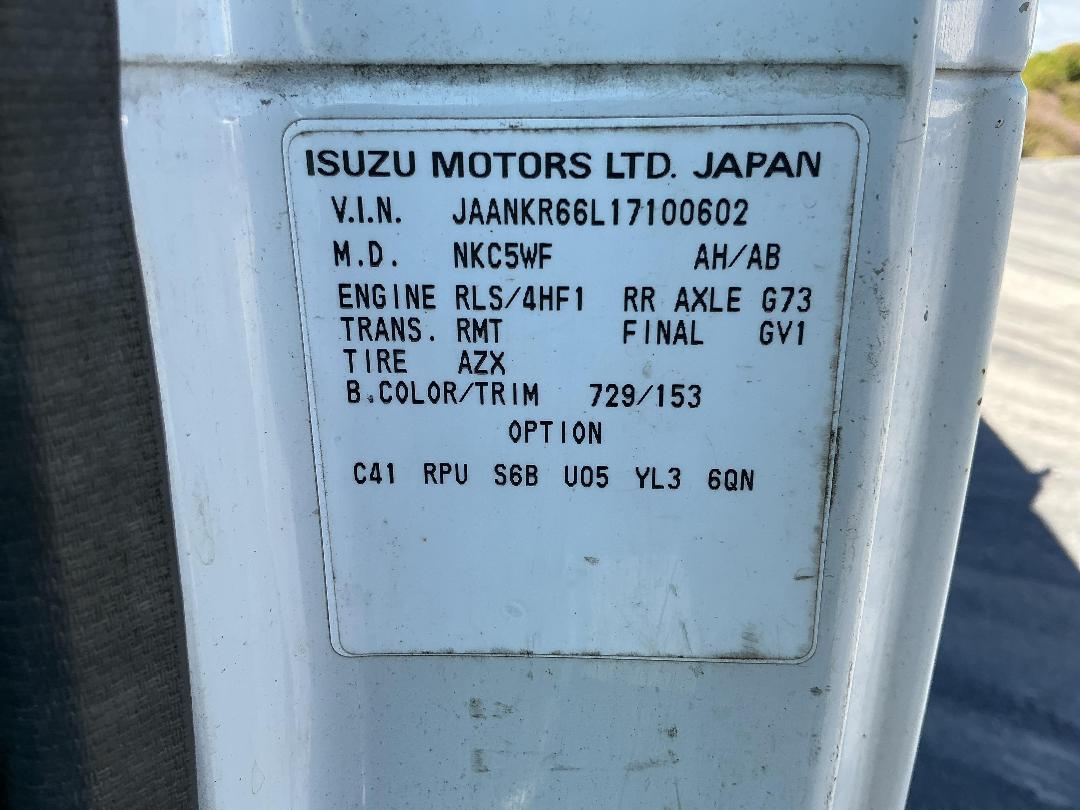 ISUZU MOTORS LTD. JAPAN
V.I.N. JAANKR66L17100602
M.D. NKC5WF AH/AB
ENGINE RLS/4HF1 RR AXLE G73
TRANS. RMT FINAL GV1
TIRE AZX
B.COLOR/TRIM 729/153
OPTION
C41 RPU S6B U05 YL3 6QN